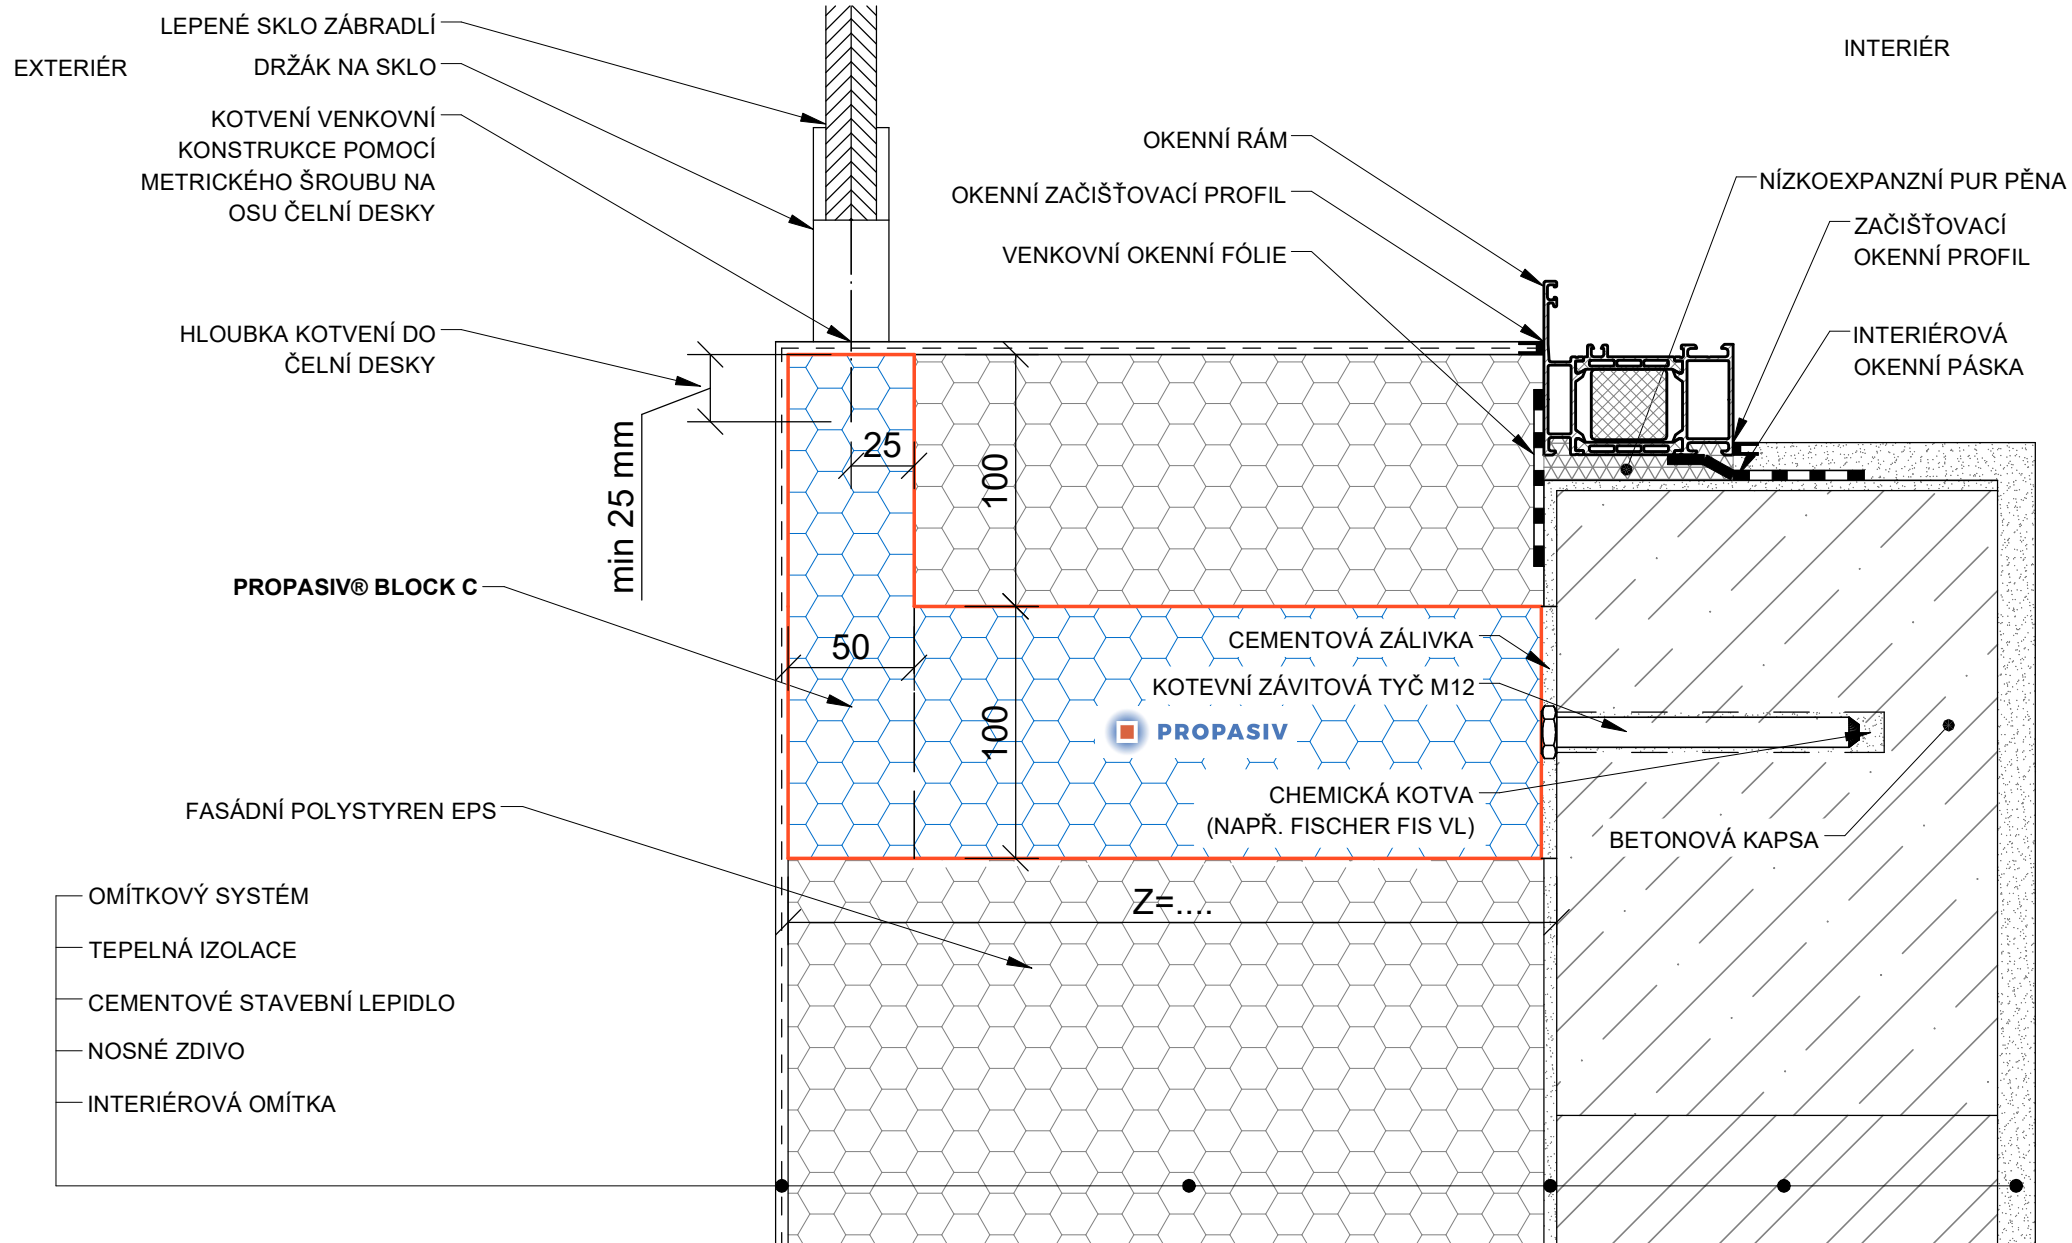 EXTERIÉR
INTERIÉR
LEPENÉ SKLO ZÁBRADLÍ
DRŽÁK NA SKLO
KOTVENÍ VENKOVNÍ
KONSTRUKCE POMOCÍ
METRICKÉHO ŠROUBU NA
OSU ČELNÍ DESKY
HLOUBKA KOTVENÍ DO
ČELNÍ DESKY
min 25 mm
PROPASIV® BLOCK C
FASÁDNÍ POLYSTYREN EPS
OMÍTKOVÝ SYSTÉM
TEPELNÁ IZOLACE
CEMENTOVÉ STAVEBNÍ LEPIDLO
NOSNÉ ZDIVO
INTERIÉROVÁ OMÍTKA
OKENNÍ RÁM
OKENNÍ ZAČIŠŤOVACÍ PROFIL
VENKOVNÍ OKENNÍ FÓLIE
NÍZKOEXPANZNÍ PUR PĚNA
ZAČIŠŤOVACÍ
OKENNÍ PROFIL
INTERIÉROVÁ
OKENNÍ PÁSKA
25
100
50
100
CEMENTOVÁ ZÁLIVKA
KOTEVNÍ ZÁVITOVÁ TYČ M12
PROPASIV
CHEMICKÁ KOTVA
(NAPŘ. FISCHER FIS VL)
BETONOVÁ KAPSA
Z=....